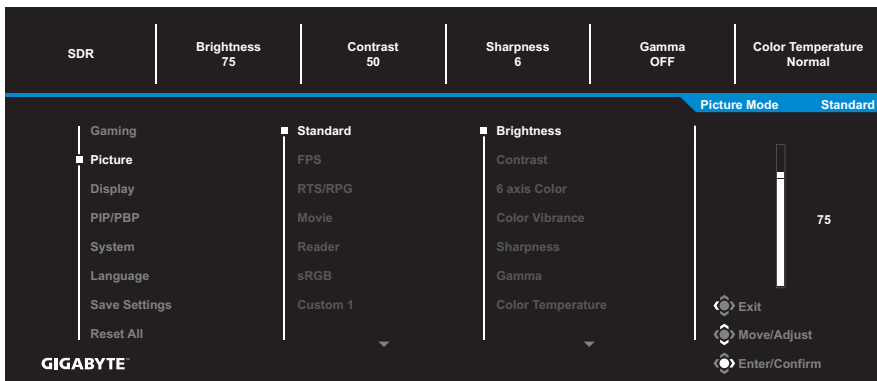 SDR
Brightness
75
Contrast
50
Sharpness
6
Gamma
OFF
Color Temperature
Normal
Picture Mode Standard
Gaming
Picture
Display
PIP/PBP
System
Language
Save Settings
Reset All
Standard
FPS
RTS/RPG
Movie
Reader
sRGB
Custom 1
Brightness
Contrast
6 axis Color
Color Vibrance
Sharpness
Gamma
Color Temperature
75
Exit
Move/Adjust
Enter/Confirm
GIGABYTE™